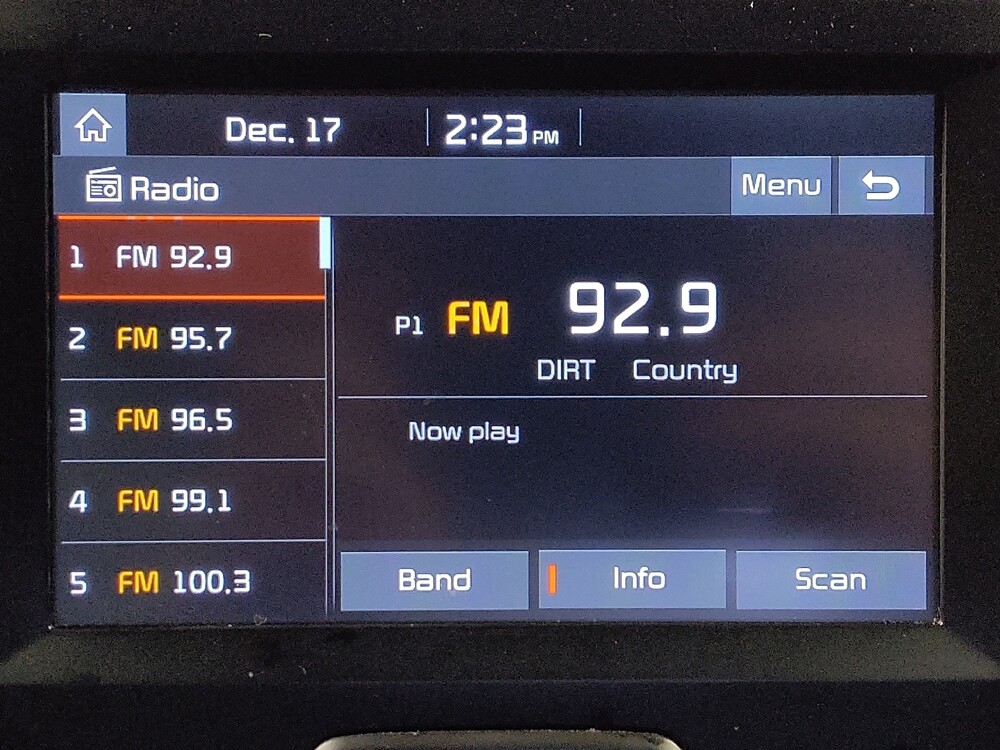 Dec. 17 2:23 PM
Radio Menu
1 FM 92.9
2 FM 95.7
3 FM 96.5
4 FM 99.1
5 FM 100.3
P1 FM 92.9
DIRT Country
Now play
Band Info Scan